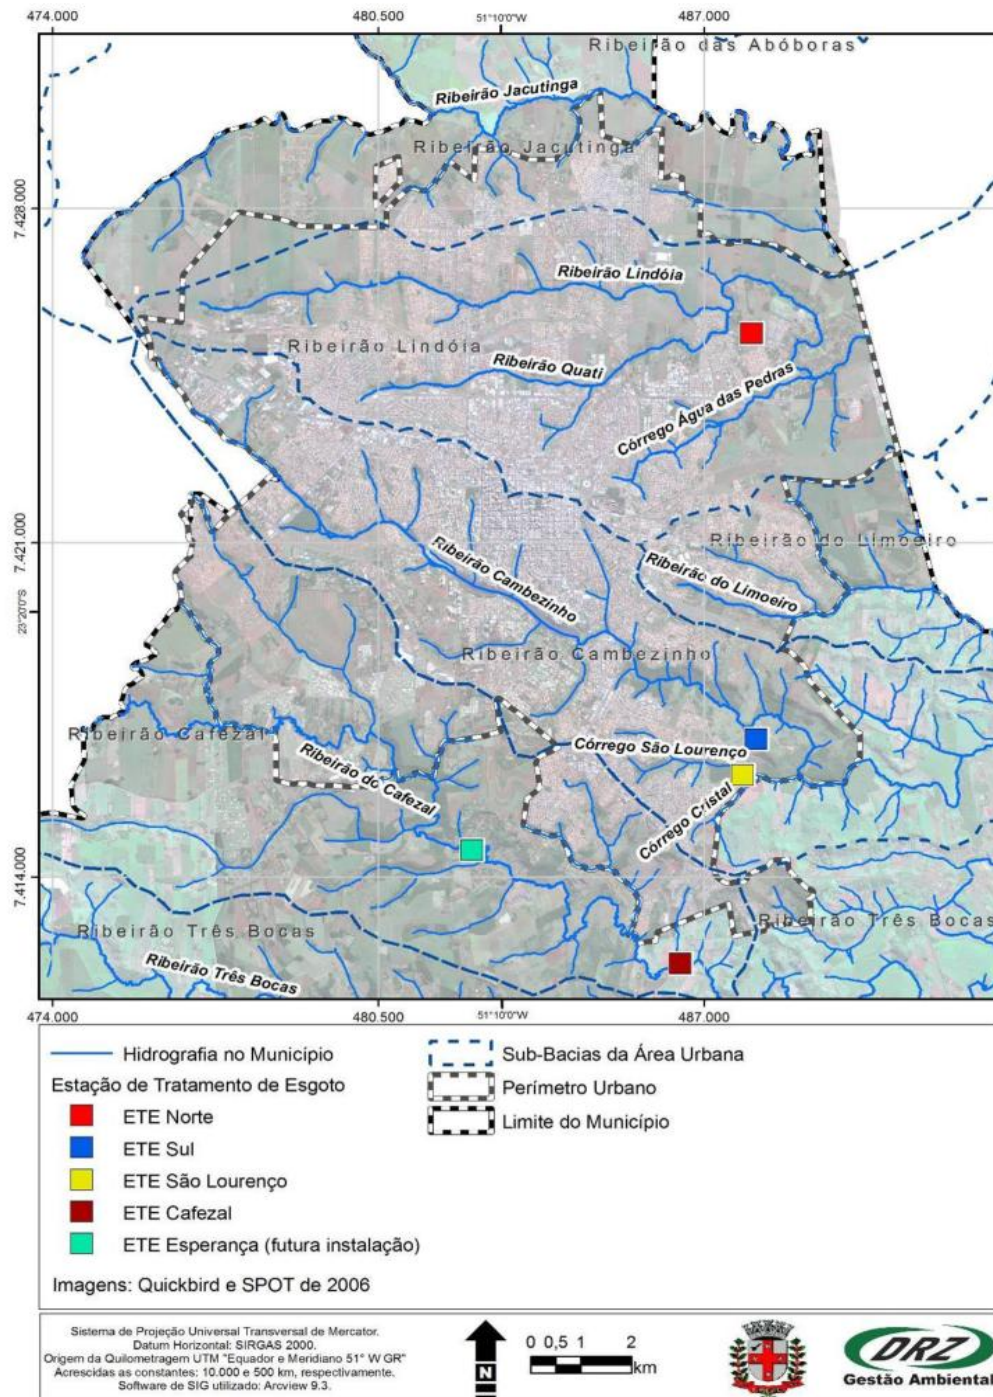 474.000 480.500 51°10'0"W 487.000
Ribeirão das Abóboras
Ribeirão Jacutinga
Ribeirão Jacutinga
7.428.000
Ribeirão Lindóia
Ribeirão Lindóia
Ribeirão Quati
Córrego Água das Pedras
7.421.000
Ribeirão do Limoeiro
Ribeirão Cambezinho
Ribeirão do Limoeiro
23°20'0"S
Ribeirão Cambezinho
Ribeirão Cafezal
Ribeirão do Cafezal
Córrego São Lourenço
Córrego Cristal
7.414.000
Ribeirão Três Bocas
Ribeirão Três Bocas
Ribeirão Três Bocas
474.000 480.500 51°10'0"W 487.000
Hidrografia no Município
Estação de Tratamento de Esgoto
ETE Norte
ETE Sul
ETE São Lourenço
ETE Cafezal
ETE Esperança (futura instalação)
Sub-Bacias da Área Urbana
Perímetro Urbano
Limite do Município
Imagens: Quickbird e SPOT de 2006
Sistema de Projeção Universal Transversal de Mercator.
Datum Horizontal: SIRGAS 2000.
Origem da Quilometragem UTM "Equador e Meridiano 51° W GR"
Acrescidas as constantes: 10.000 e 500 km, respectivamente.
Software de SIG utilizado: Arcview 9.3.
N
0 0,5 1 2
km
DRZ
Gestão Ambiental